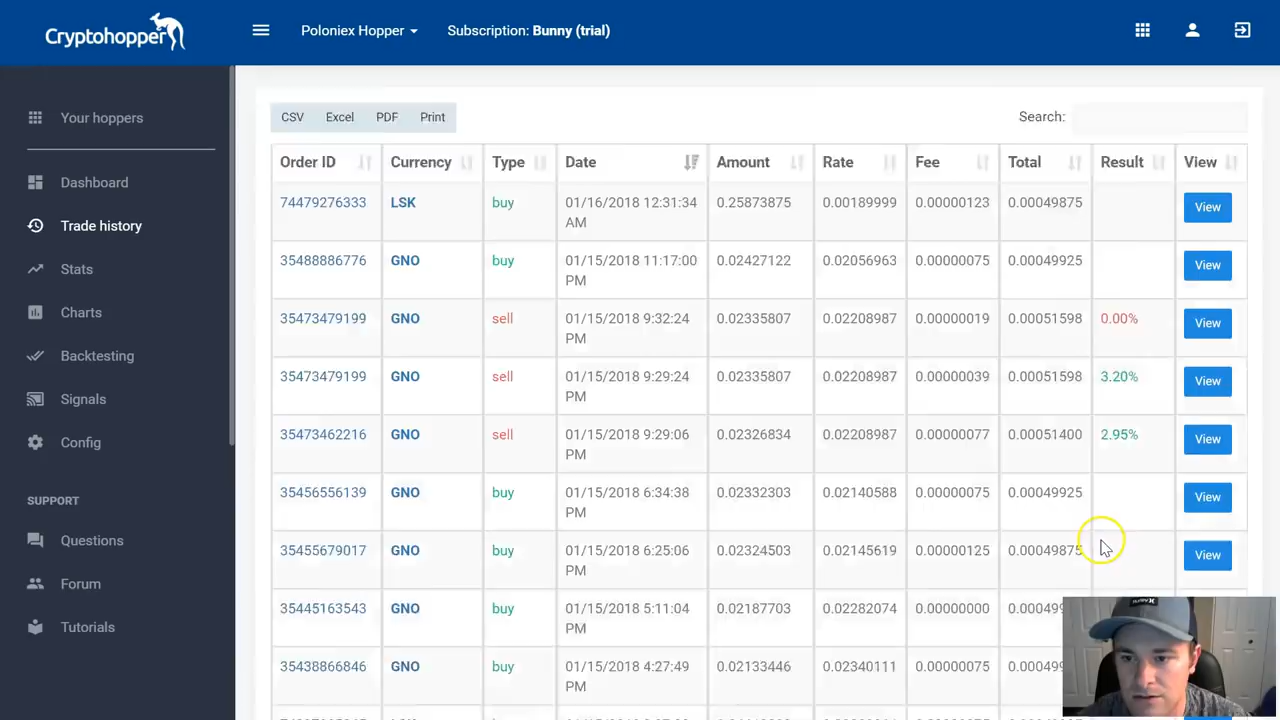 Cryptohopper
Poloniex Hopper
Subscription: Bunny (trial)
Your hoppers
Dashboard
Trade history
Stats
Charts
Backtesting
Signals
Config
SUPPORT
Questions
Forum
Tutorials
CSV Excel PDF Print
Search:
Order ID Currency Type Date Amount Rate Fee Total Result View
74479276333 LSK buy 01/16/2018 12:31:34 0.25873875 0.00189999 0.00000123 0.00049875 View
AM
35488886776 GNO buy 01/15/2018 11:17:00 0.02427122 0.02056963 0.00000075 0.00049925 View
PM
35473479199 GNO sell 01/15/2018 9:32:24 0.02335807 0.02208987 0.00000019 0.00051598 0.00% View
PM
35473479199 GNO sell 01/15/2018 9:29:24 0.02335807 0.02208987 0.00000039 0.00051598 3.20% View
PM
35473462216 GNO sell 01/15/2018 9:29:06 0.02326834 0.02208987 0.00000077 0.00051400 2.95% View
PM
35456556139 GNO buy 01/15/2018 6:34:38 0.02332303 0.02140588 0.00000075 0.00049925 View
PM
35455679017 GNO buy 01/15/2018 6:25:06 0.02324503 0.02145619 0.00000125 0.00049875 View
PM
35445163543 GNO buy 01/15/2018 5:11:04 0.02187703 0.02282074 0.00000000
PM
35438866846 GNO buy 01/15/2018 4:27:49 0.02133446 0.02340111 0.00000075
PM